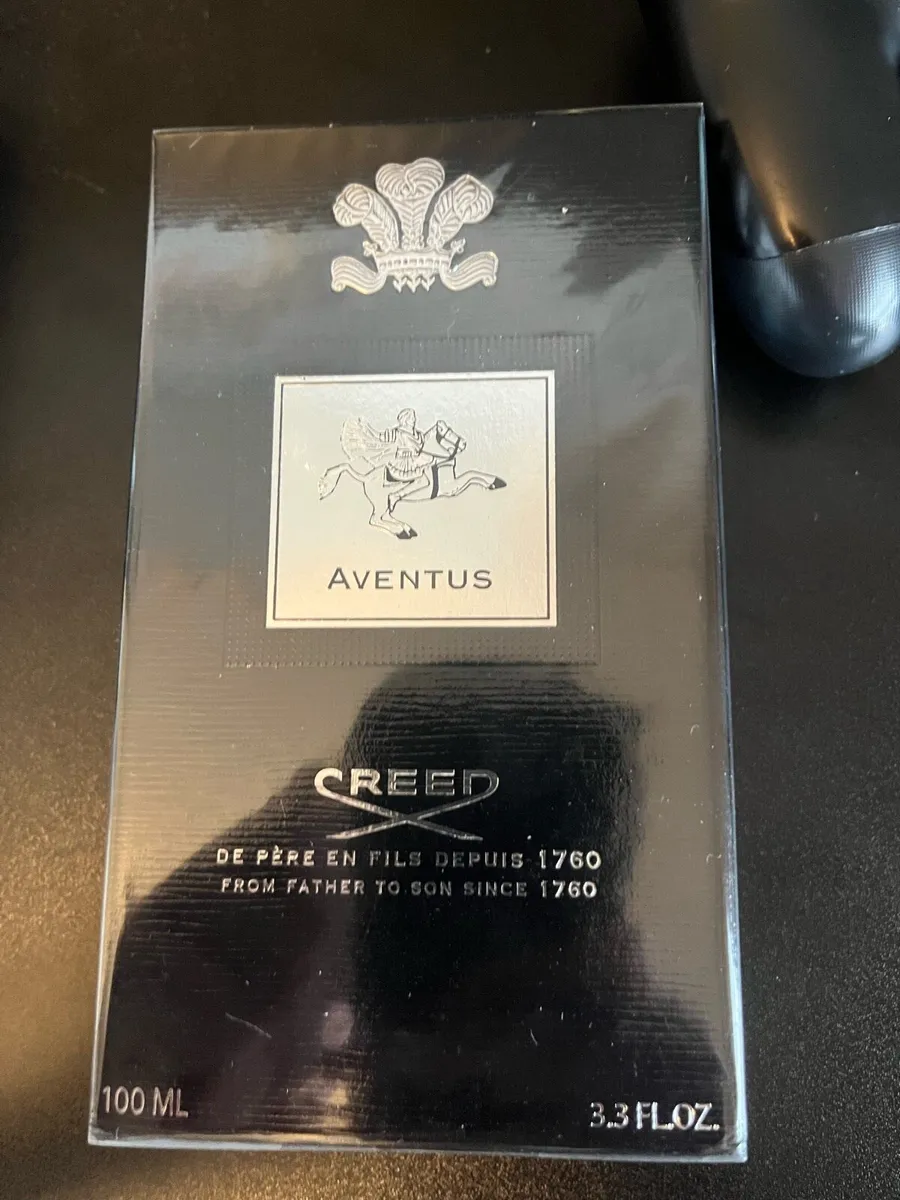 AVENTUS
CREED
DE PÈRE EN FILS DEPUIS 1760
FROM FATHER TO SON SINCE 1760
100 ML
3.3 FL.OZ.